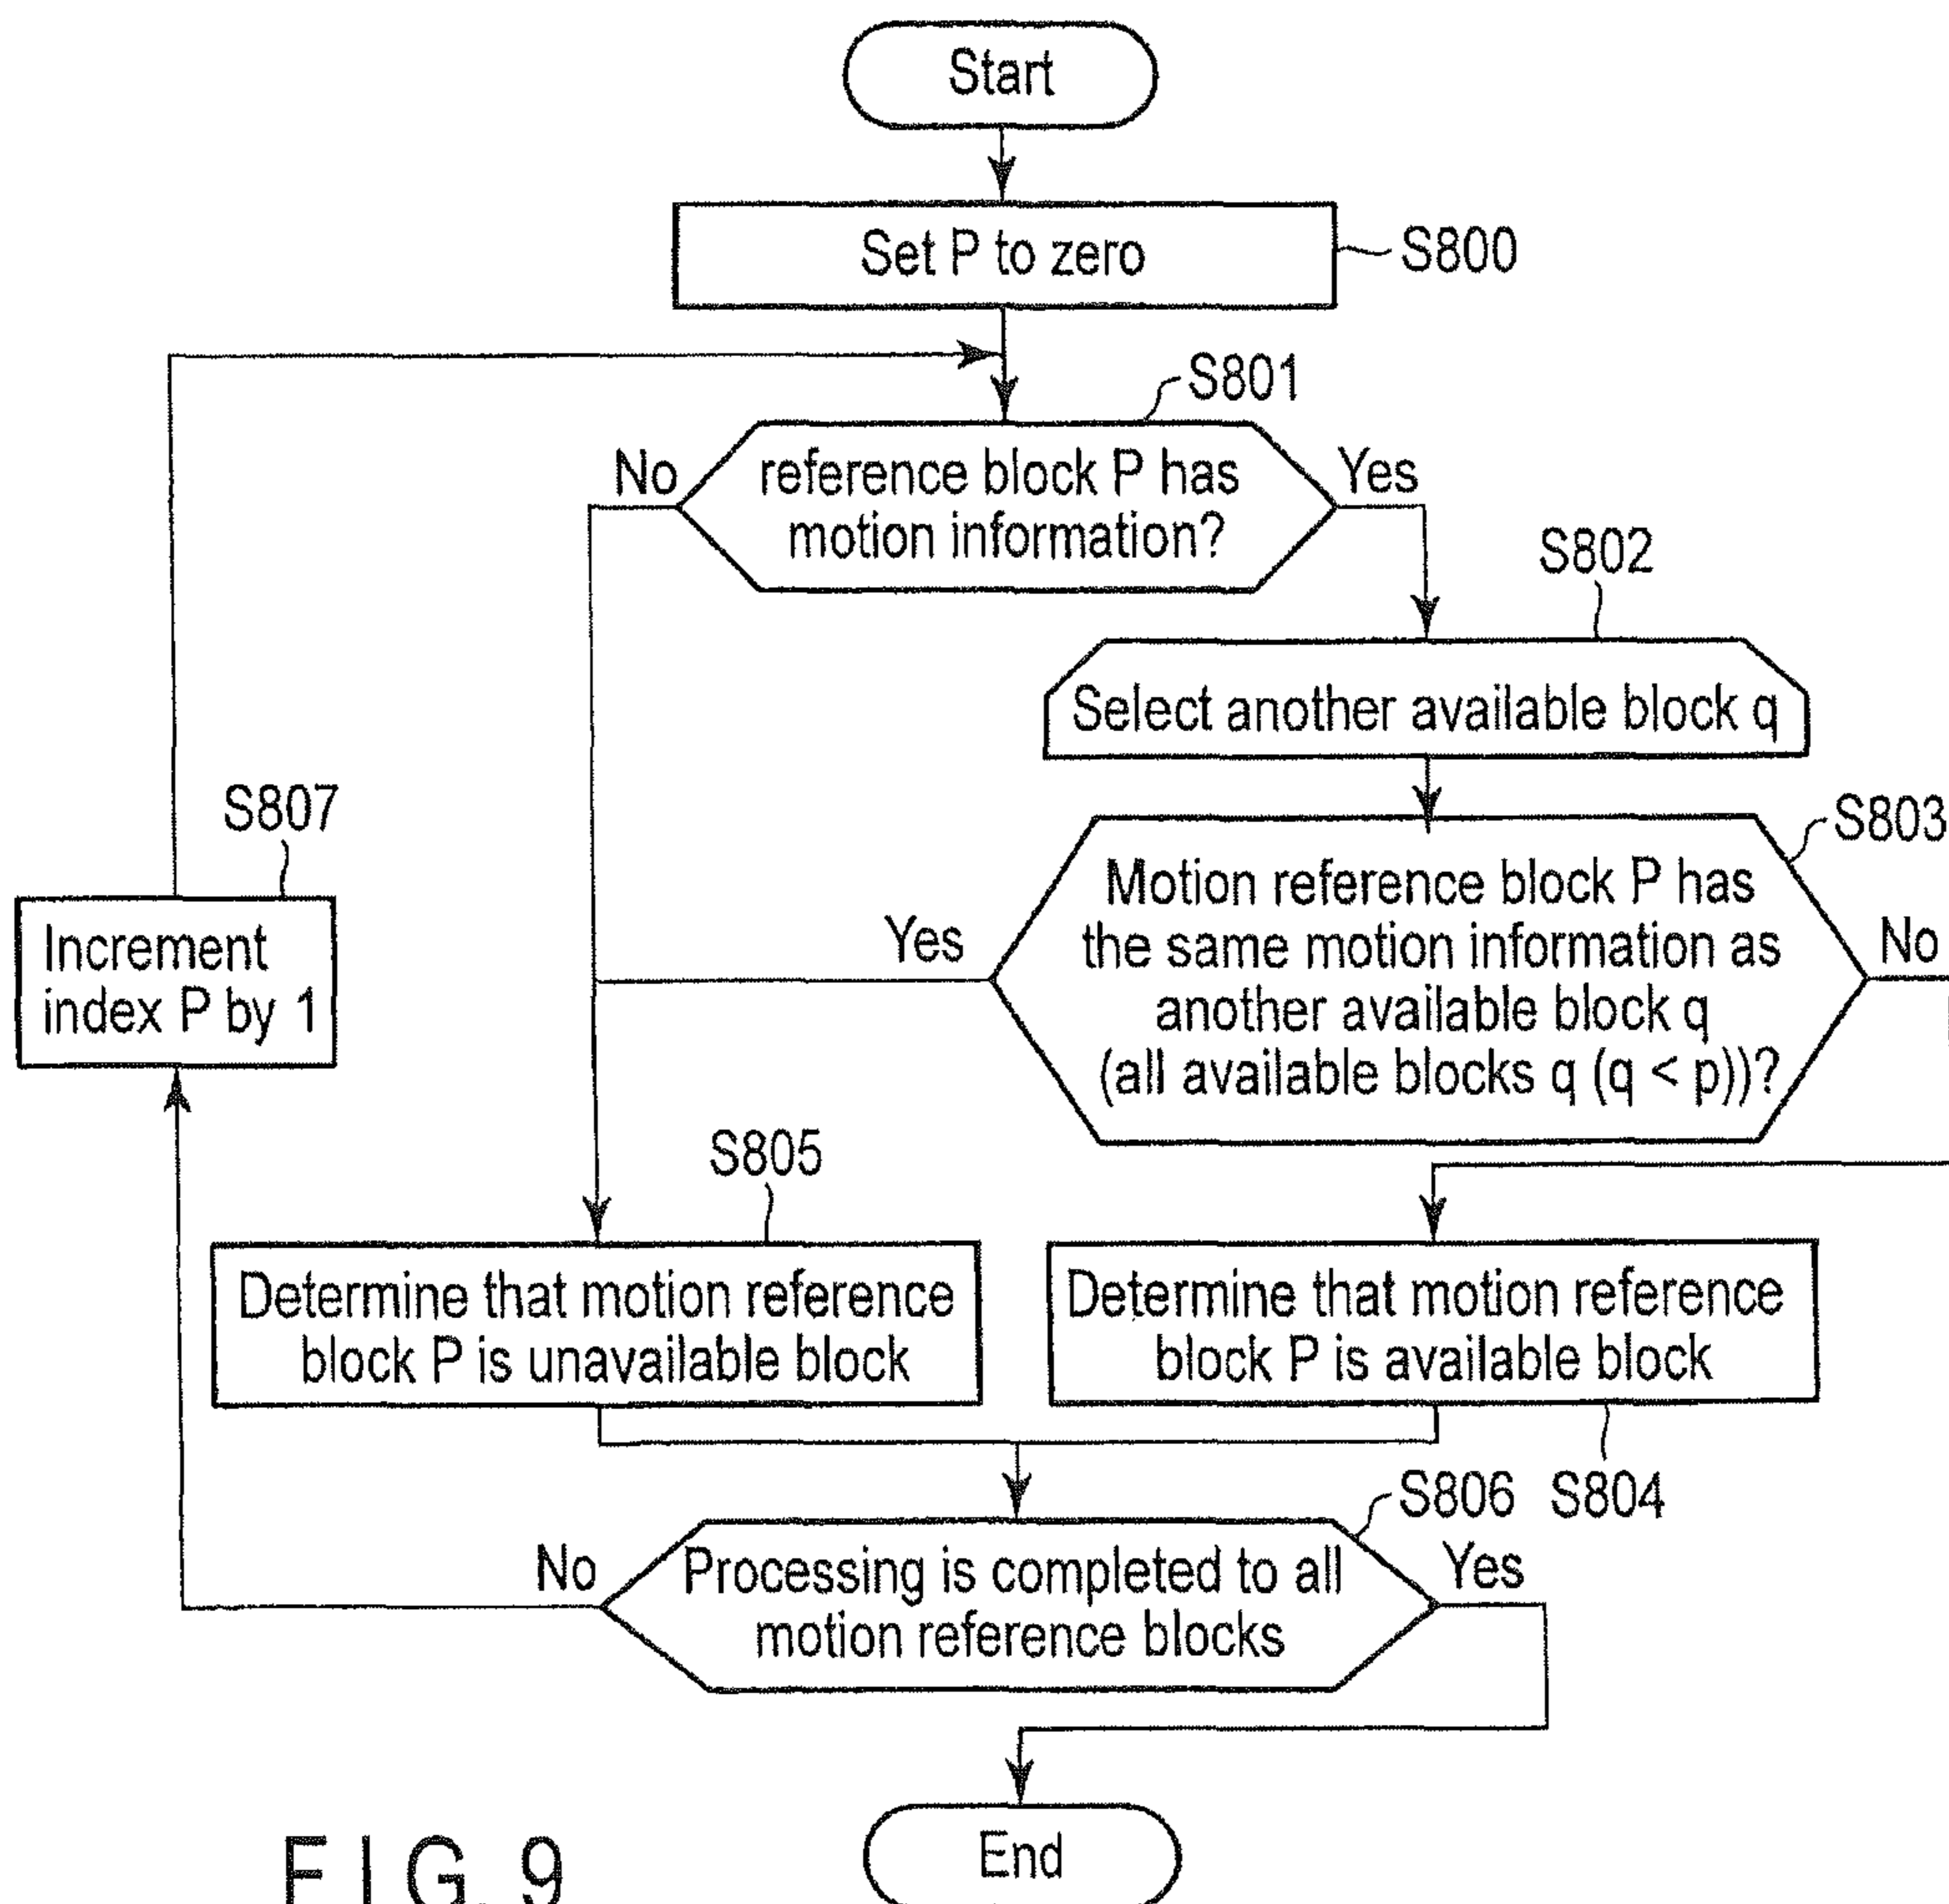 Start
Set P to zero
S800
S801
No
reference block P has
motion information?
Yes
S802
Select another available block q
S807
Increment
index P by 1
S803
Yes
Motion reference block P has
the same motion information as
another available block q
(all available blocks q (q < p))?
No
S805
Determine that motion reference
block P is unavailable block
Determine that motion reference
block P is available block
S806
S804
No
Processing is completed to all
motion reference blocks
Yes
End
FIG. 9